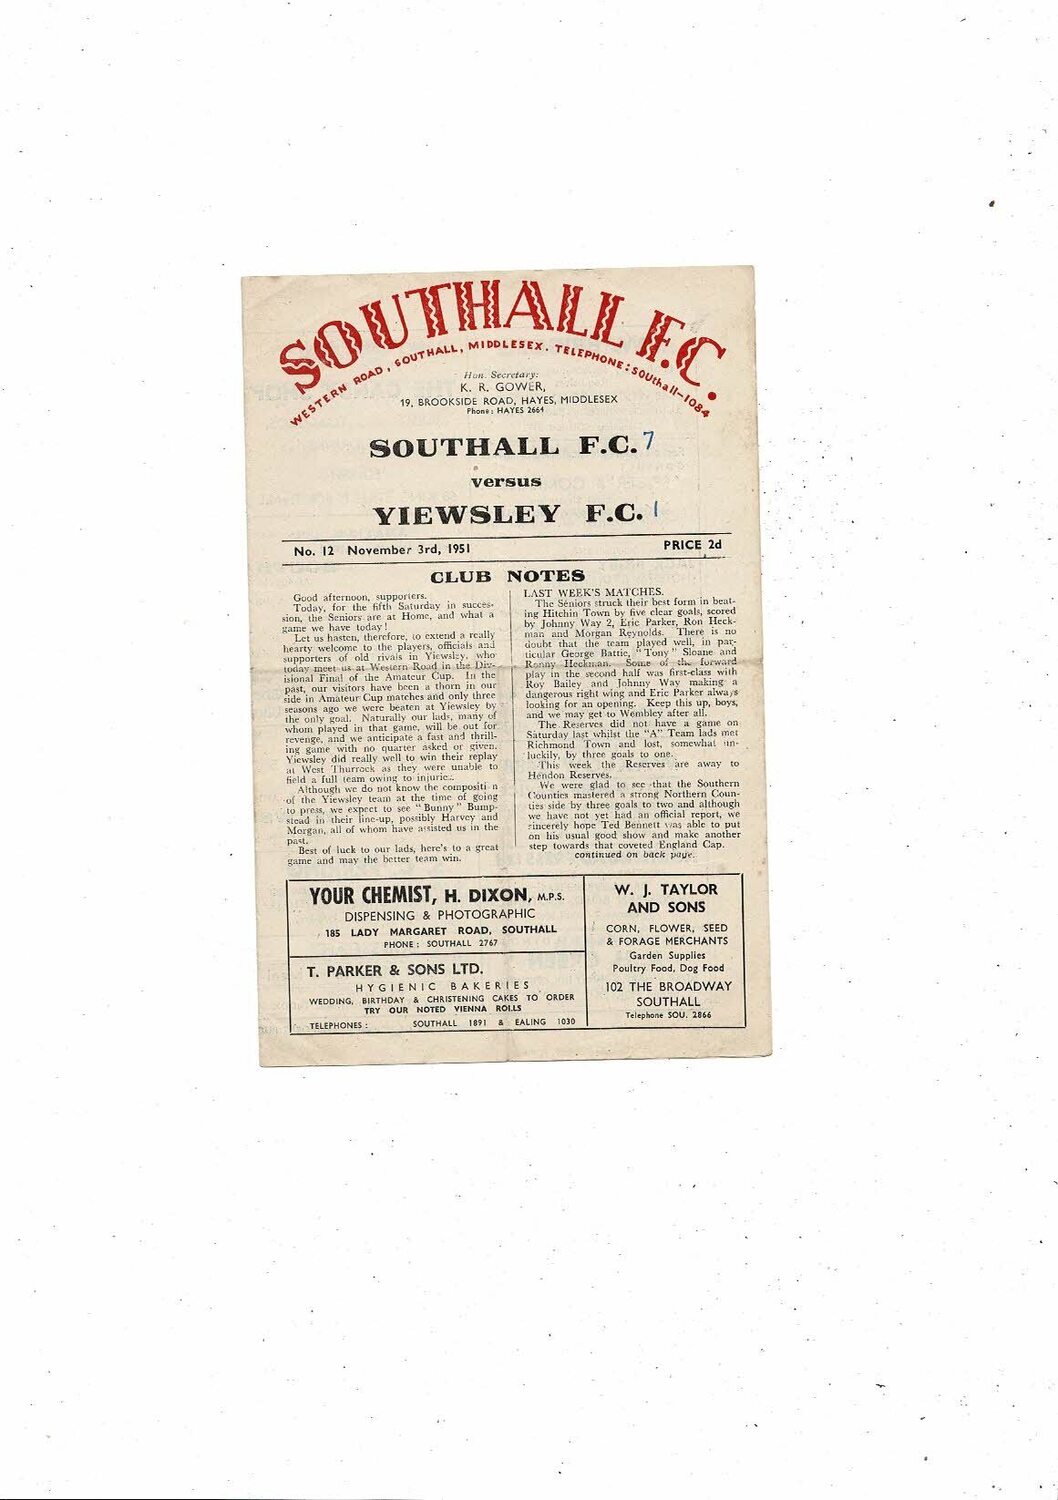 SOUTHALL F.C.
WESTERN ROAD, SOUTHALL, MIDDLESEX. TELEPHONE: SOUthall-1084
Hon. Secretary:
K. R. GOWER,
19, BROOKSIDE ROAD, HAYES, MIDDLESEX
Phone: HAYES 2664
SOUTHALL F.C. 7
versus
YIEWSLEY F.C. 1
No. 12 November 3rd, 1951
PRICE 2d
CLUB NOTES
Good afternoon, supporters.
Today, for the fifth Saturday in succes-
sion, the Seniors are at Home, and what a
game we have today!
Let us hasten, therefore, to extend a really
hearty welcome to the players, officials and
supporters of old rivals in Yiewsley, who
today meet us at Western Road in the Div-
isional Final of the Amateur Cup. In the
past, our visitors have been a thorn in our
side in Amateur Cup matches and only three
seasons ago we were beaten at Yiewsley by
the only goal. Naturally our lads, many of
whom played in that game, will be out for
revenge, and we anticipate a fast and thrill-
ing game with no quarter asked or given.
Yiewsley did really well to win their replay
at West Thurrock as they were unable to
field a full team owing to injuries.
Although we do not know the composition
of the Yiewsley team at the time of going
to press, we expect to see "Bunny" Bump-
stead in their line-up, possibly Harvey and
Morgan, all of whom have assisted us in the
past.
Best of luck to our lads, here's to a great
game and may the better team win.
LAST WEEK'S MATCHES.
The Seniors struck their best form in beat-
ing Hitchin Town by five clear goals, scored
by Johnny Way 2, Eric Parker, Ron Heck-
man and Morgan Reynolds. There is no
doubt that the team played well, in par-
ticular George Battie, "Tony" Sloane and
Ronny Heckman. Some of the forward
play in the second half was first-class with
Roy Bailey and Johnny Way making a
dangerous right wing and Eric Parker always
looking for an opening. Keep this up, boys,
and we may get to Wembley after all.
The Reserves did not have a game on
Saturday last whilst the "A" Team lads met
Richmond Town and lost, somewhat un-
luckily, by three goals to one.
This week the Reserves are away to
Hendon Reserves.
We were glad to see that the Southern
Counties mastered a strong Northern Coun-
ties side by three goals to two and although
we have not yet had an official report, we
sincerely hope Ted Bennett was able to put
on his usual good show and make another
step towards that coveted England Cap.
continued on back page.
YOUR CHEMIST, H. DIXON, M.P.S.
DISPENSING & PHOTOGRAPHIC
185 LADY MARGARET ROAD, SOUTHALL
PHONE: SOUTHALL 2767
T. PARKER & SONS LTD.
HYGIENIC BAKERIES
WEDDING, BIRTHDAY & CHRISTENING CAKES TO ORDER
TRY OUR NOTED VIENNA ROLLS
TELEPHONES: SOUTHALL 1891 & EALING 1030
W. J. TAYLOR
AND SONS
CORN, FLOWER, SEED
& FORAGE MERCHANTS
Garden Supplies
Poultry Food, Dog Food
102 THE BROADWAY
SOUTHALL
Telephone SOU. 2866